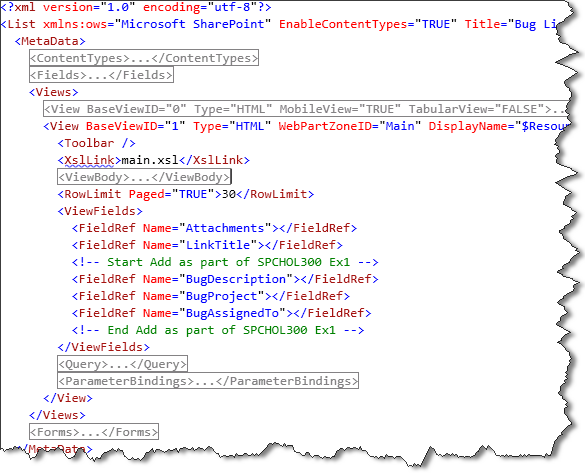 <?xml version="1.0" encoding="utf-8"?>
<List xmlns:ows="Microsoft SharePoint" EnableContentTypes="TRUE" Title="Bug Li
<MetaData>
<ContentTypes>...</ContentTypes>
<Fields>...</Fields>
<Views>
<View BaseViewID="0" Type="HTML" MobileView="TRUE" TabularView="FALSE">...
<View BaseViewID="1" Type="HTML" WebPartZoneID="Main" DisplayName="$Resou
<Toolbar />
<XslLink>main.xsl</XslLink>
<ViewBody>...</ViewBody>
<RowLimit Paged="TRUE">30</RowLimit>
<ViewFields>
<FieldRef Name="Attachments"></FieldRef>
<FieldRef Name="LinkTitle"></FieldRef>
<!-- Start Add as part of SPCHOL300 Ex1 -->
<FieldRef Name="BugDescription"></FieldRef>
<FieldRef Name="BugProject"></FieldRef>
<FieldRef Name="BugAssignedTo"></FieldRef>
<!-- End Add as part of SPCHOL300 Ex1 -->
</ViewFields>
<Query>...</Query>
<ParameterBindings>...</ParameterBindings>
</View>
</Views>
<Forms>...</Forms>
</MetaData>